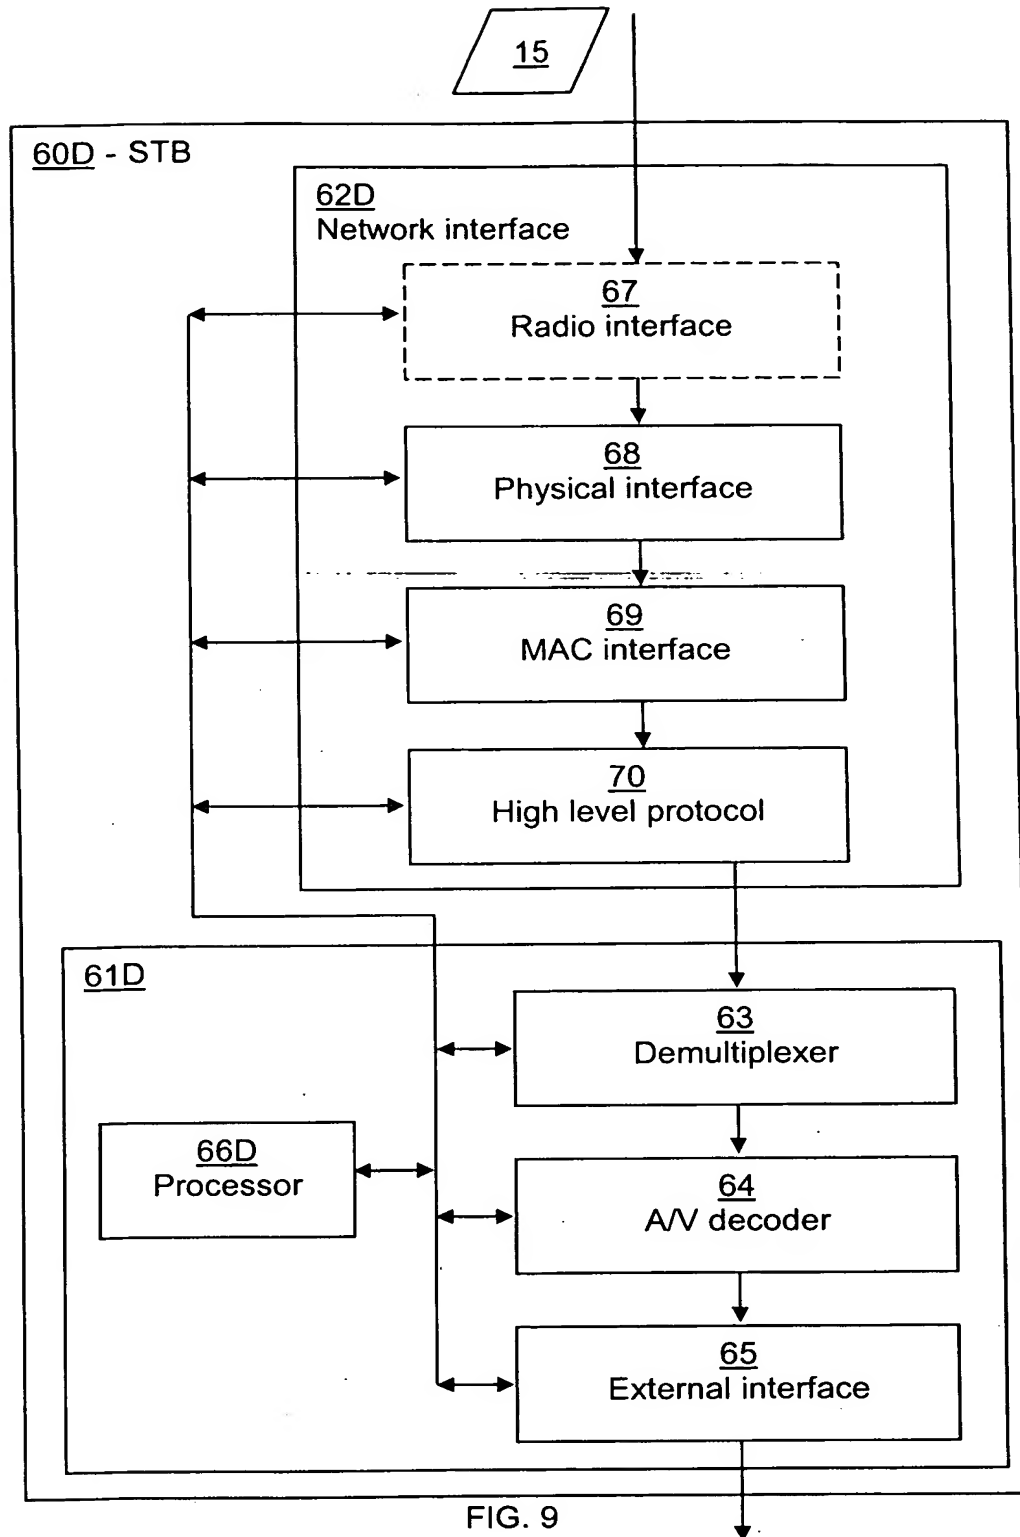 15
60D - STB
62D
Network interface
67
Radio interface
68
Physical interface
69
MAC interface
70
High level protocol
61D
63
Demultiplexer
66D
Processor
64
A/V decoder
65
External interface
FIG. 9